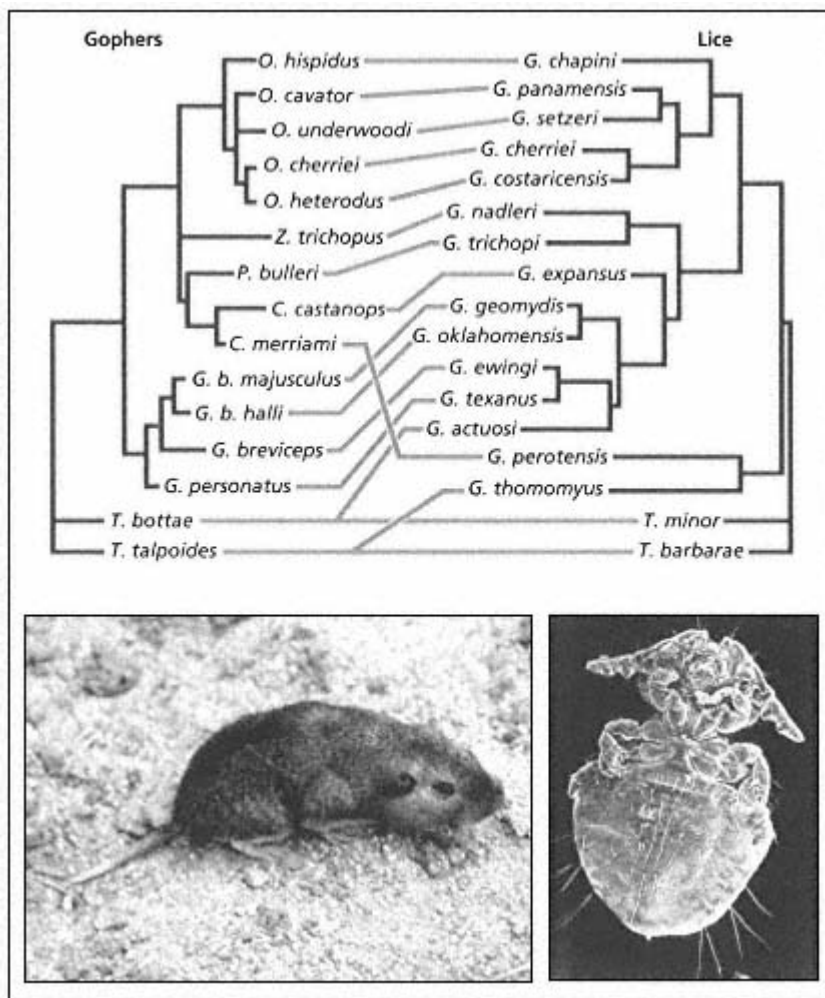 Gophers
Lice
O. hispidus
G. chapini
O. cavator
G. panamensis
O. underwoodi
G. setzeri
O. cherriei
G. cherriei
O. heterodus
G. costaricensis
Z. trichopus
G. nadleri
P. bulleri
G. trichopi
C. castanops
G. expansus
G. geomydis
C. merriami
G. oklahomensis
G. b. majusculus
G. ewingi
G. b. halli
G. texanus
G. breviceps
G. actuosi
G. personatus
G. perotensis
G. thomomyus
T. bottae
T. minor
T. talpoides
T. barbarae